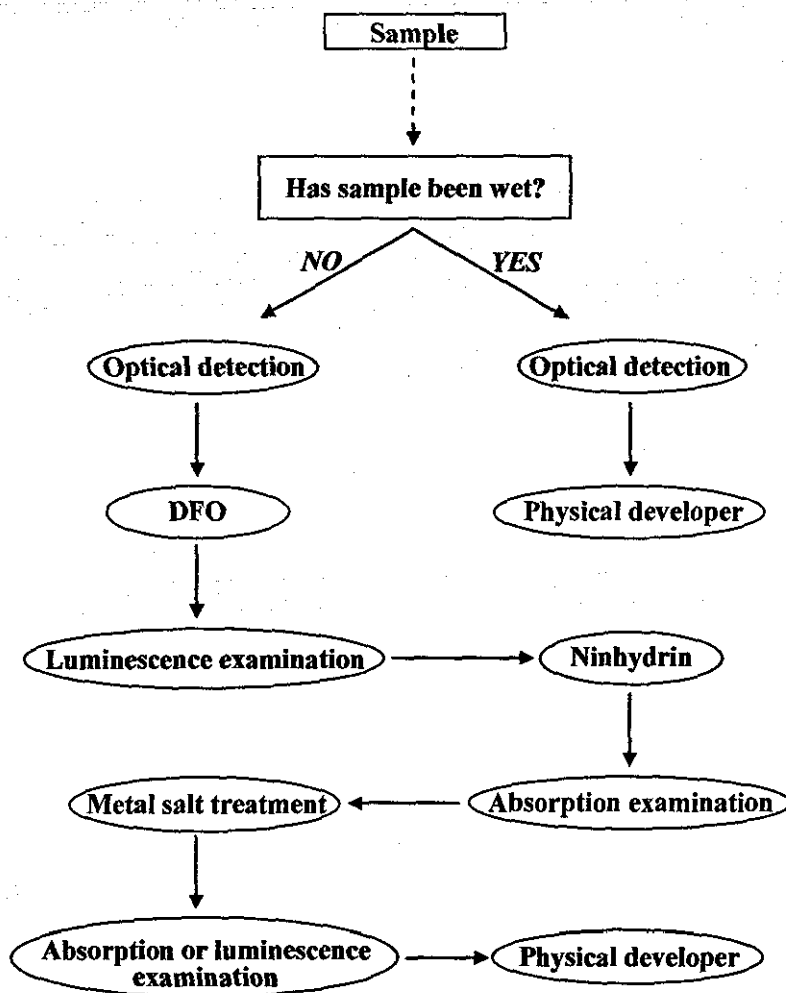 Sample
Has sample been wet?
NO
YES
Optical detection
Optical detection
DFO
Physical developer
Luminescence examination
Ninhydrin
Metal salt treatment
Absorption examination
Absorption or luminescence
examination
Physical developer